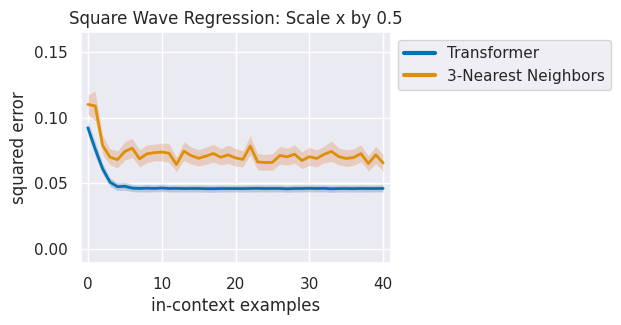 Square Wave Regression: Scale x by 0.5
Transformer
3-Nearest Neighbors
squared error
0.15
0.10
0.05
0.00
0
10
20
30
40
in-context examples